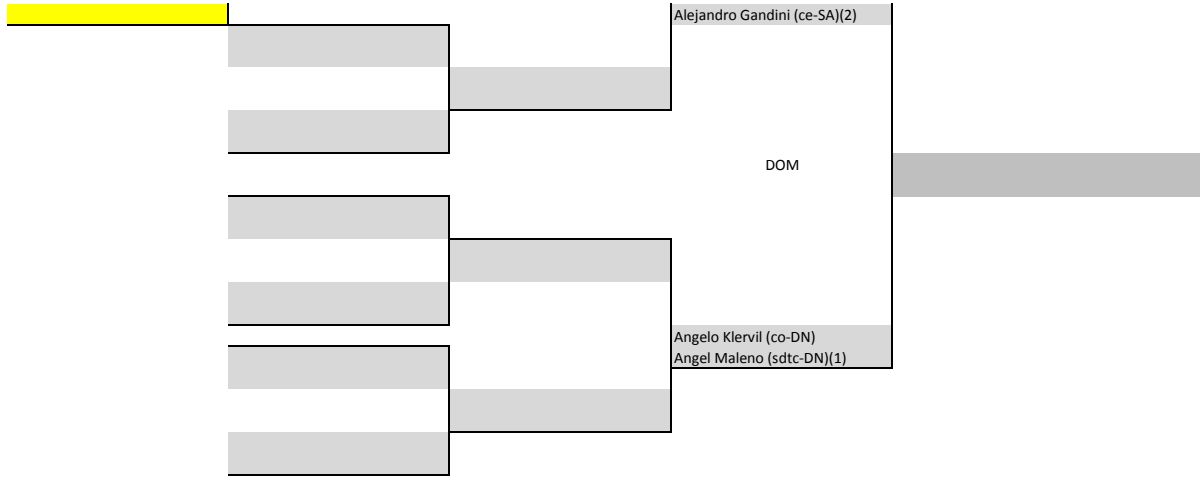 Alejandro Gandini (ce-SA)(2)
DOM
Angelo Klervil (co-DN)
Angel Maleno (sdtc-DN)(1)